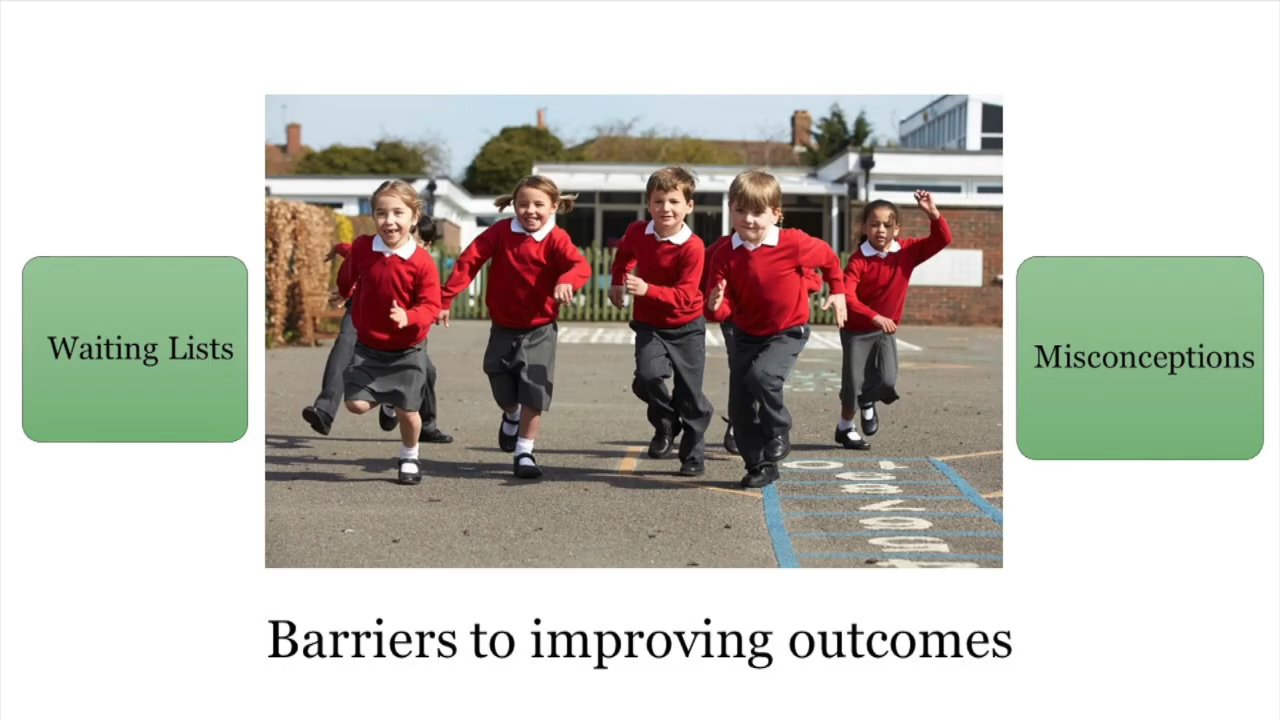 Waiting Lists
Misconceptions
Barriers to improving outcomes